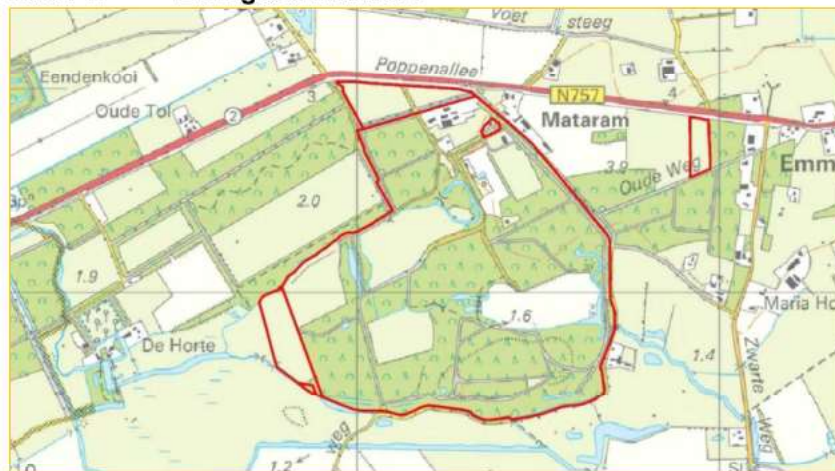 Voet steeg
Poppenallee
Eendenkooi
Oude Tol
3
2
N757
4
Mataram
Emm
3.9
Oude Weg
2.0
1.9
De Horte
1.6
Maria Ho
1.4
Zwarte Weg
weg
1.2